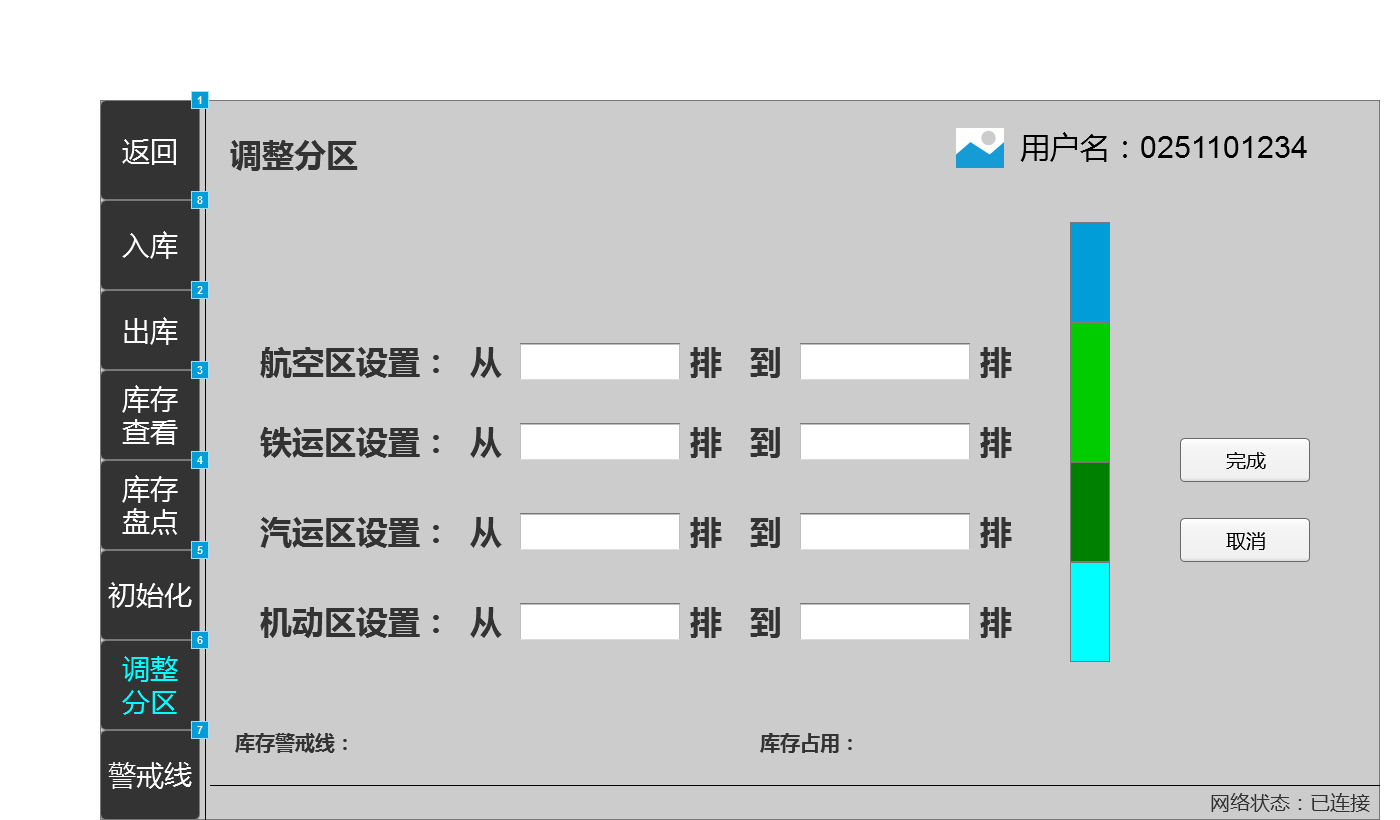 1
返回
调整分区
用户名：0251101234
8
入库
2
出库
3
库存
查看
4
库存
盘点
5
初始化
6
调整
分区
7
警戒线
航空区设置： 从 排 到 排
铁运区设置： 从 排 到 排
汽运区设置： 从 排 到 排
机动区设置： 从 排 到 排
完成
取消
库存警戒线： 库存占用：
网络状态：已连接